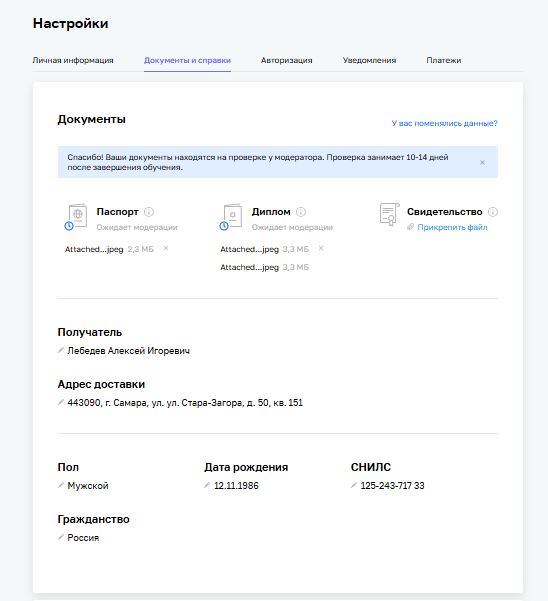 Настройки
Личная информация Документы и справки Авторизация Уведомления Платежи
Документы
У вас поменялись данные?
Спасибо! Ваши документы находятся на проверке у модератора. Проверка занимает 10-14 дней
после завершения обучения.
Паспорт Диплом Свидетельство
Ожидает модерации Ожидает модерации Прикрепить файл
Attached...jpeg 2,3 МБ Attached...jpeg 3,3 МБ
Attached...jpeg 3,3 МБ
Получатель
Лебедев Алексей Игоревич
Адрес доставки
443090, г. Самара, ул. ул. Стара-Загора, д. 50, кв. 151
Пол Дата рождения СНИЛС
Мужской 12.11.1986 125-243-717 33
Гражданство
Россия